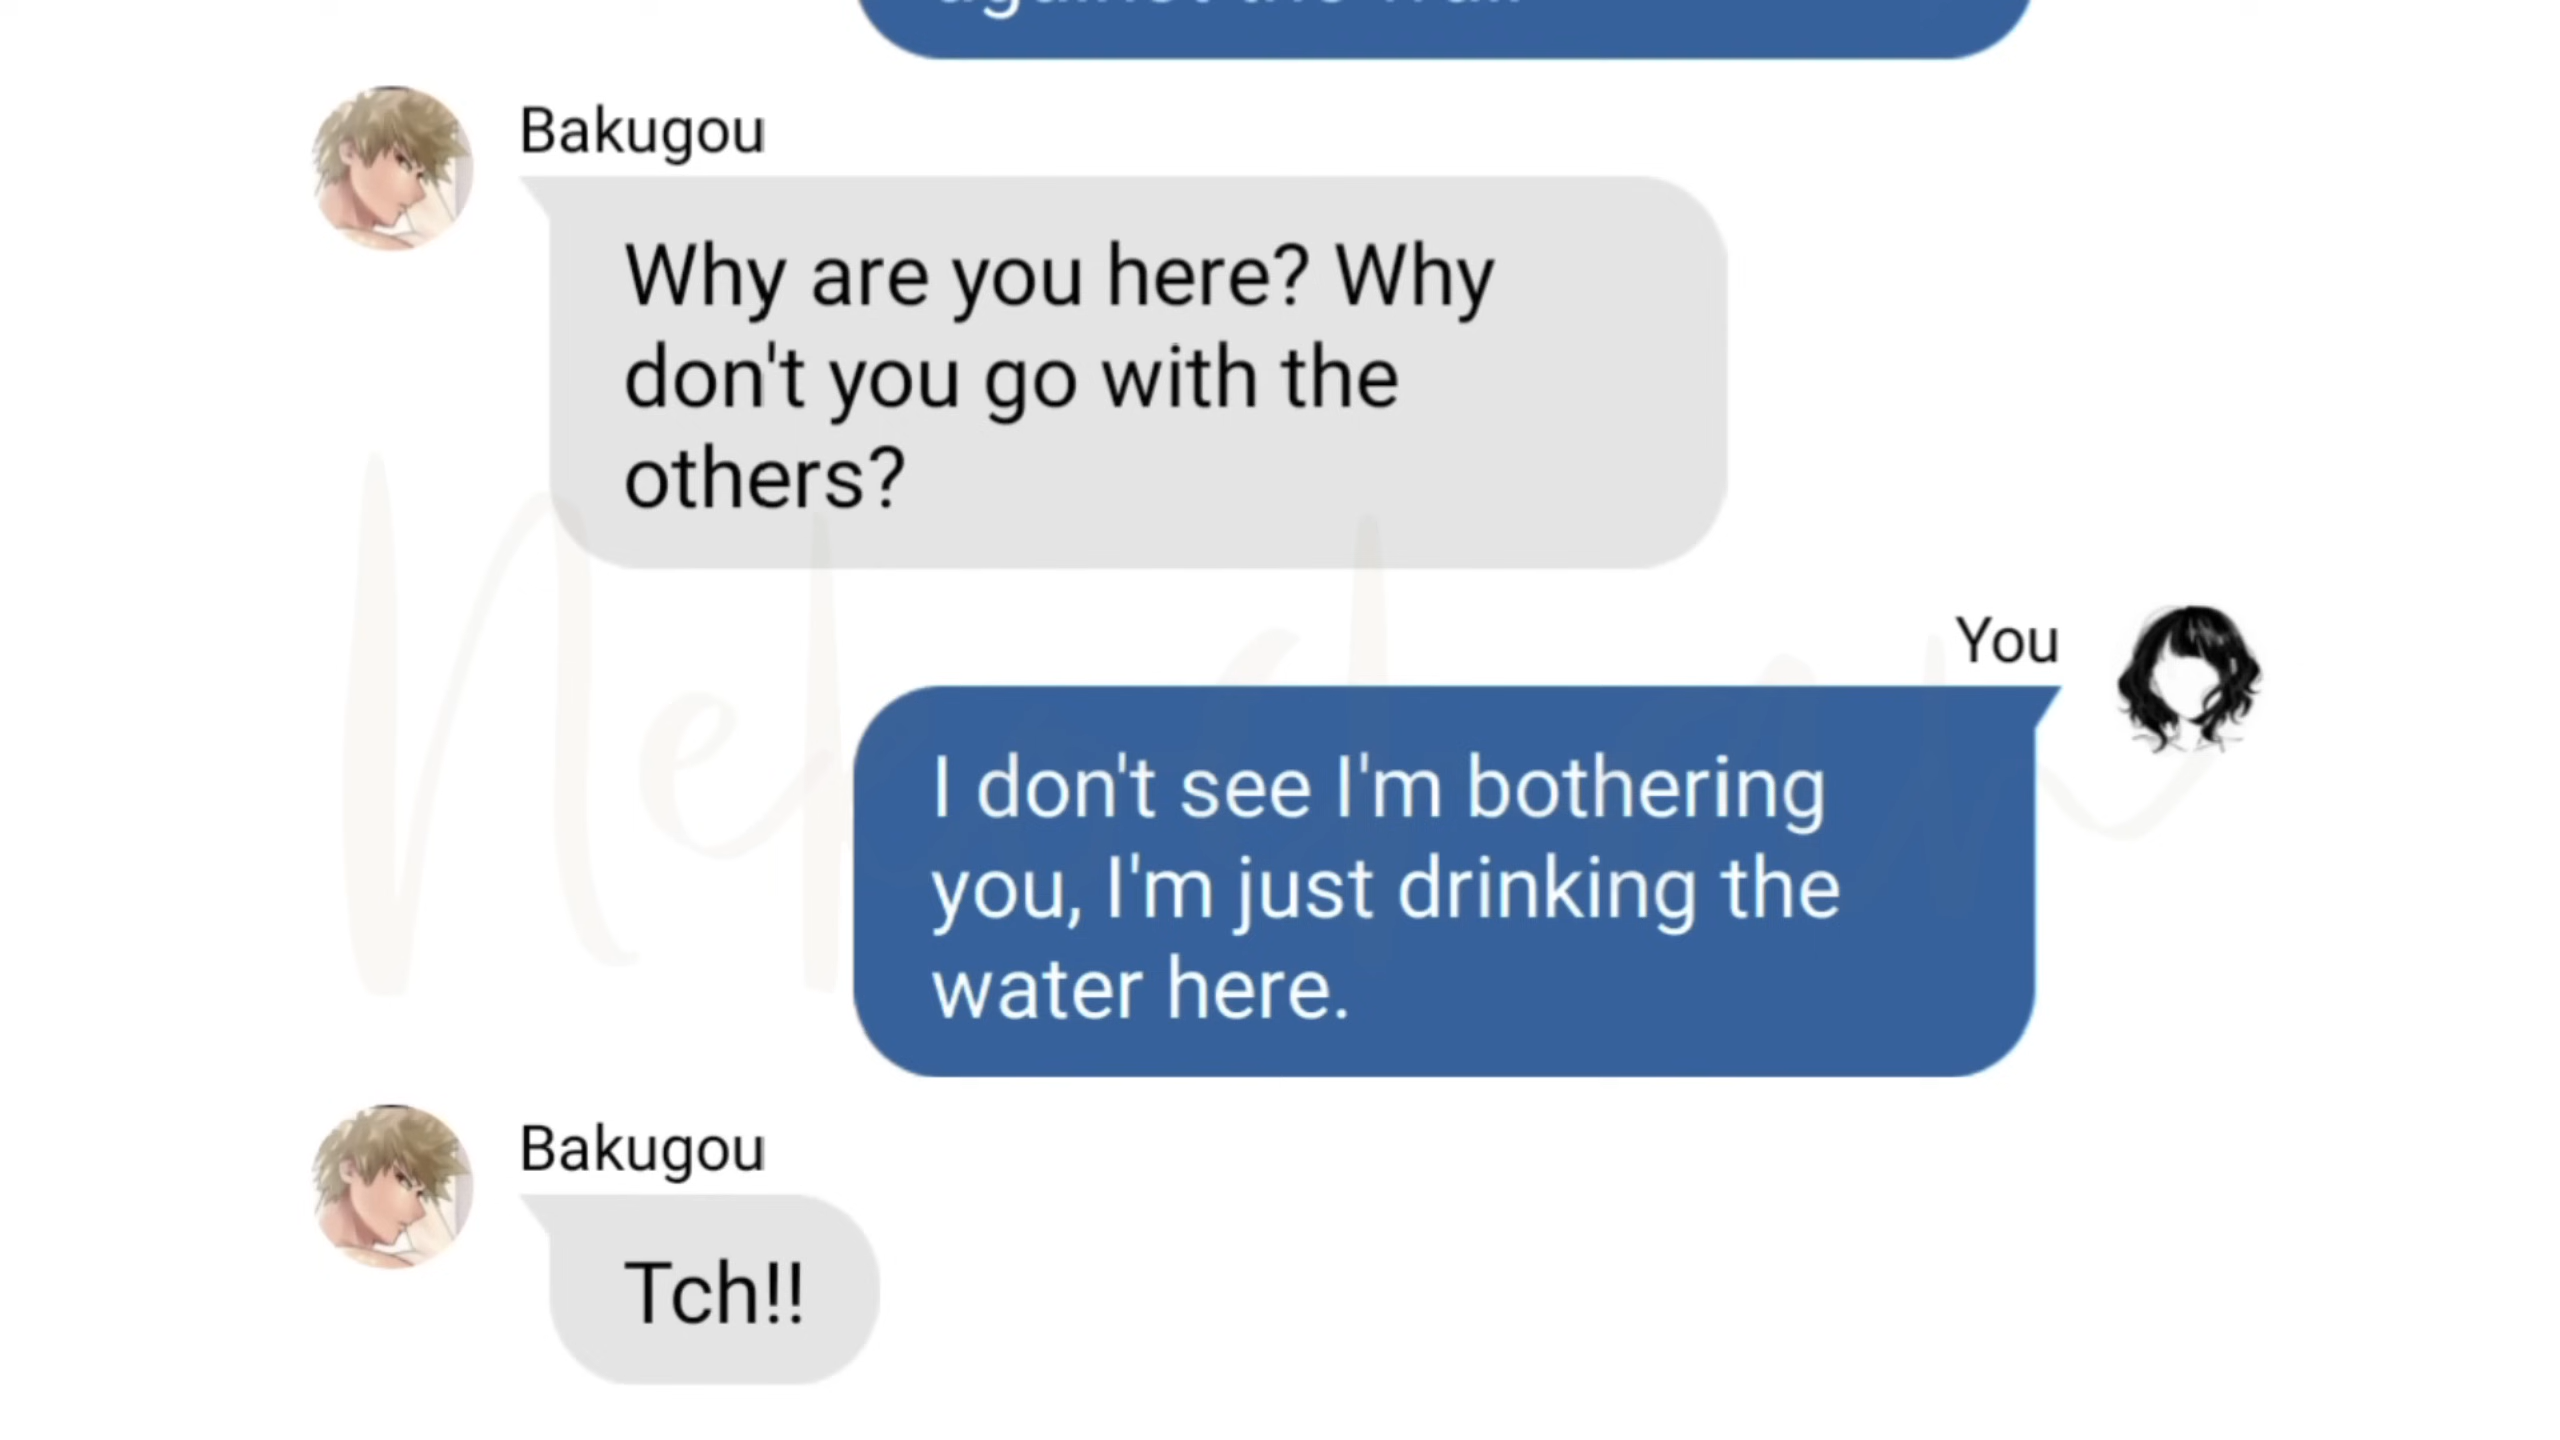 Bakugou
Why are you here? Why
don't you go with the
others?
You
I don't see I'm bothering
you, I'm just drinking the
water here.
Bakugou
Tch!!